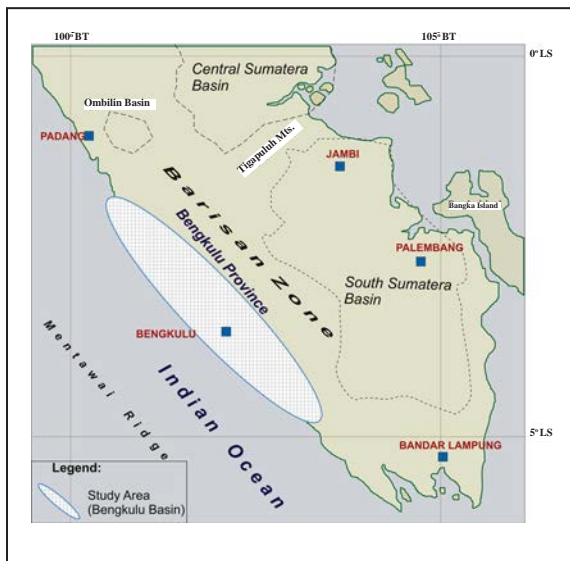 100° BT
105° BT
0° LS
Central Sumatera
Basin
Ombilin Basin
PADANG
Tigapuluh Mts.
JAMBI
Bangka Island
Barisan Zone
Bengkulu Province
PALEMBANG
South Sumatera
Basin
BENGKULU
Mentawai Ridge
Indian Ocean
5° LS
BANDAR LAMPUNG
Legend:
Study Area
(Bengkulu Basin)